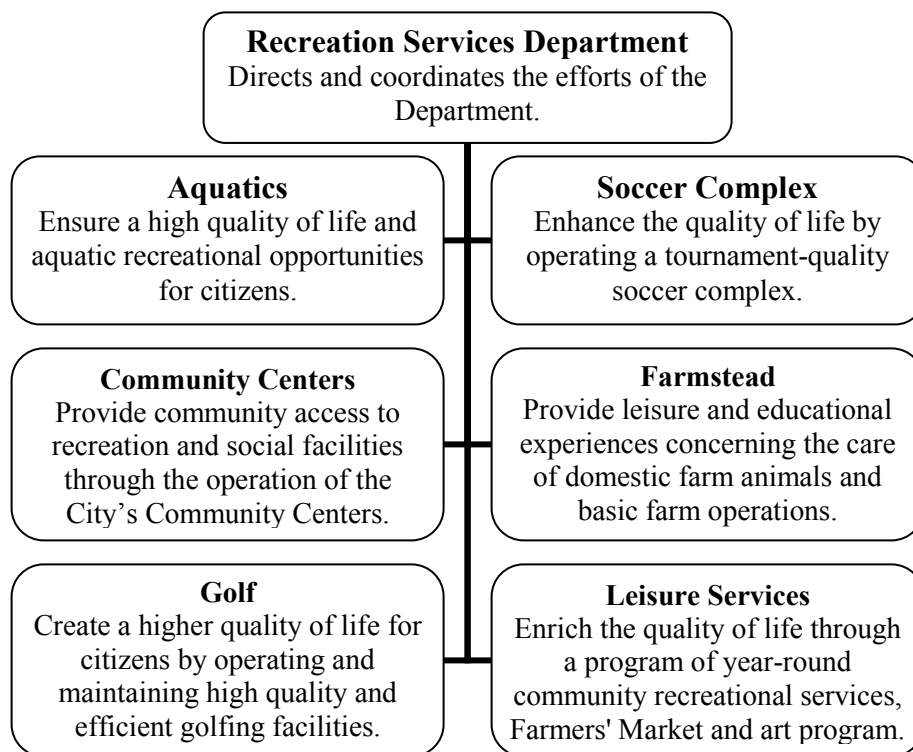 Recreation Services Department
Directs and coordinates the efforts of the
Department.
Aquatics
Ensure a high quality of life and
aquatic recreational opportunities
for citizens.
Soccer Complex
Enhance the quality of life by
operating a tournament-quality
soccer complex.
Community Centers
Provide community access to
recreation and social facilities
through the operation of the
City’s Community Centers.
Farmstead
Provide leisure and educational
experiences concerning the care
of domestic farm animals and
basic farm operations.
Golf
Create a higher quality of life for
citizens by operating and
maintaining high quality and
efficient golfing facilities.
Leisure Services
Enrich the quality of life through
a program of year-round
community recreational services,
Farmers' Market and art program.